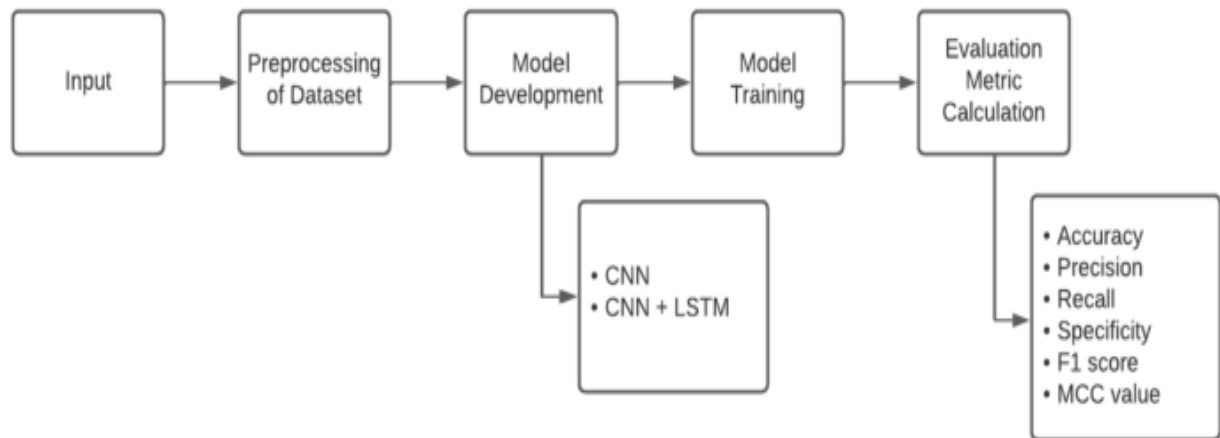 Input
Preprocessing
of Dataset
Model
Development
Model
Training
Evaluation
Metric
Calculation
• CNN
• CNN + LSTM
• Accuracy
• Precision
• Recall
• Specificity
• F1 score
• MCC value